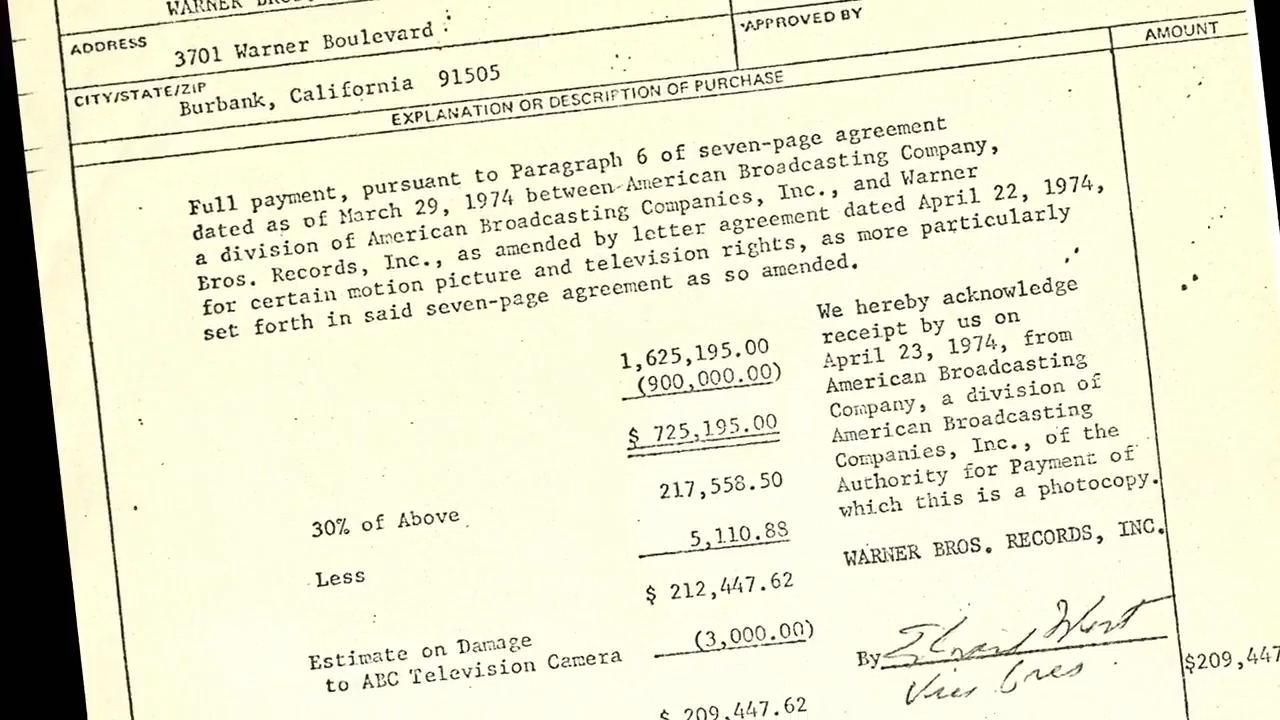 WARNER
ADDRESS
3701 Warner Boulevard
CITY/STATE/ZIP
Burbank, California 91505
APPROVED BY
AMOUNT
EXPLANATION OR DESCRIPTION OF PURCHASE
Full payment, pursuant to Paragraph 6 of seven-page agreement
dated as of March 29, 1974 between American Broadcasting Company,
a division of American Broadcasting Companies, Inc., and Warner
Bros. Records, Inc., as amended by letter agreement dated April 22, 1974,
for certain motion picture and television rights, as more particularly
set forth in said seven-page agreement as so amended.
1,625,195.00
(900,000.00)
$ 725,195.00
30% of Above
217,558.50
Less
5,110.88
$ 212,447.62
Estimate on Damage
to ABC Television Camera
(3,000.00)
$ 209,447.62
We hereby acknowledge
receipt by us on
April 23, 1974, from
American Broadcasting
Company, a division of
American Broadcasting
Companies, Inc., of the
Authority for Payment of
which this is a photocopy.
WARNER BROS. RECORDS, INC.
By
Vice Pres
$209,447